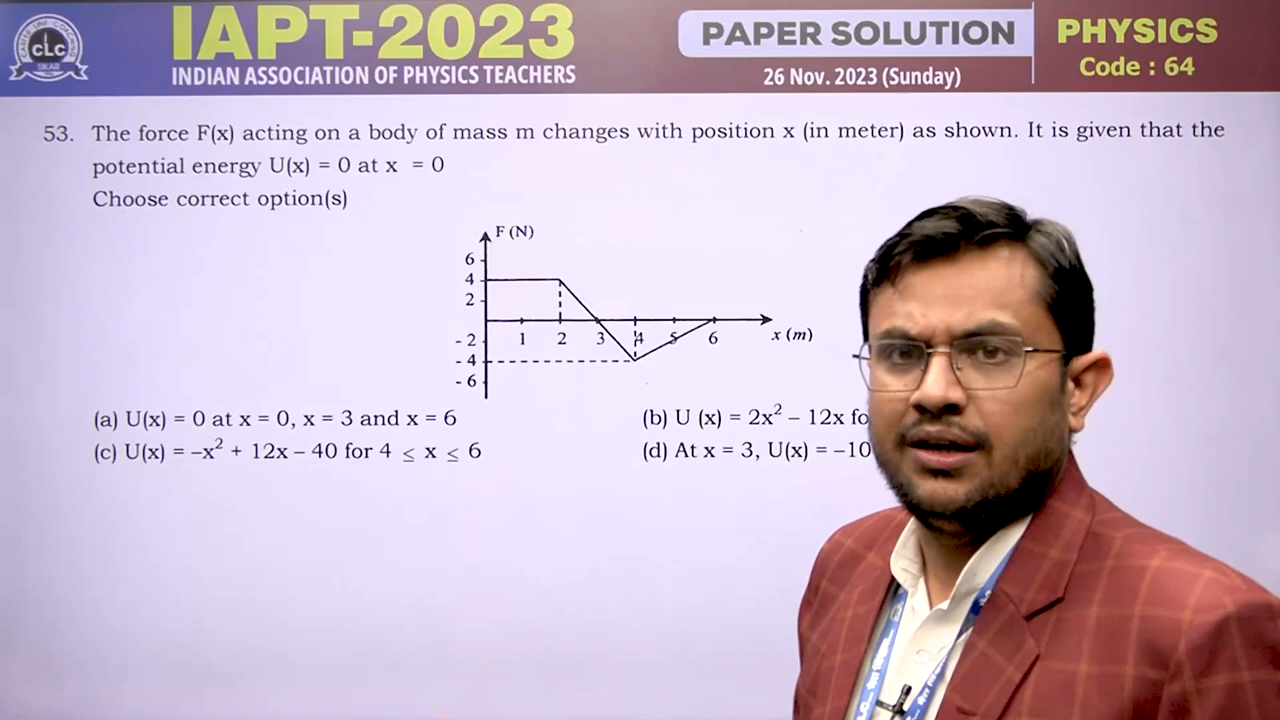 CLC
SIKAR
IAPT-2023
INDIAN ASSOCIATION OF PHYSICS TEACHERS
PAPER SOLUTION
26 Nov. 2023 (Sunday)
PHYSICS
Code : 64
53. The force F(x) acting on a body of mass m changes with position x (in meter) as shown. It is given that the
potential energy U(x) = 0 at x = 0
Choose correct option(s)
F (N)
6
4
2
- 2
- 4
- 6
1 2 3 4 5 6 x (m)
(a) U(x) = 0 at x = 0, x = 3 and x = 6
(b) U (x) = 2x² – 12x fo
(c) U(x) = –x² + 12x – 40 for 4 ≤ x ≤ 6
(d) At x = 3, U(x) = –10